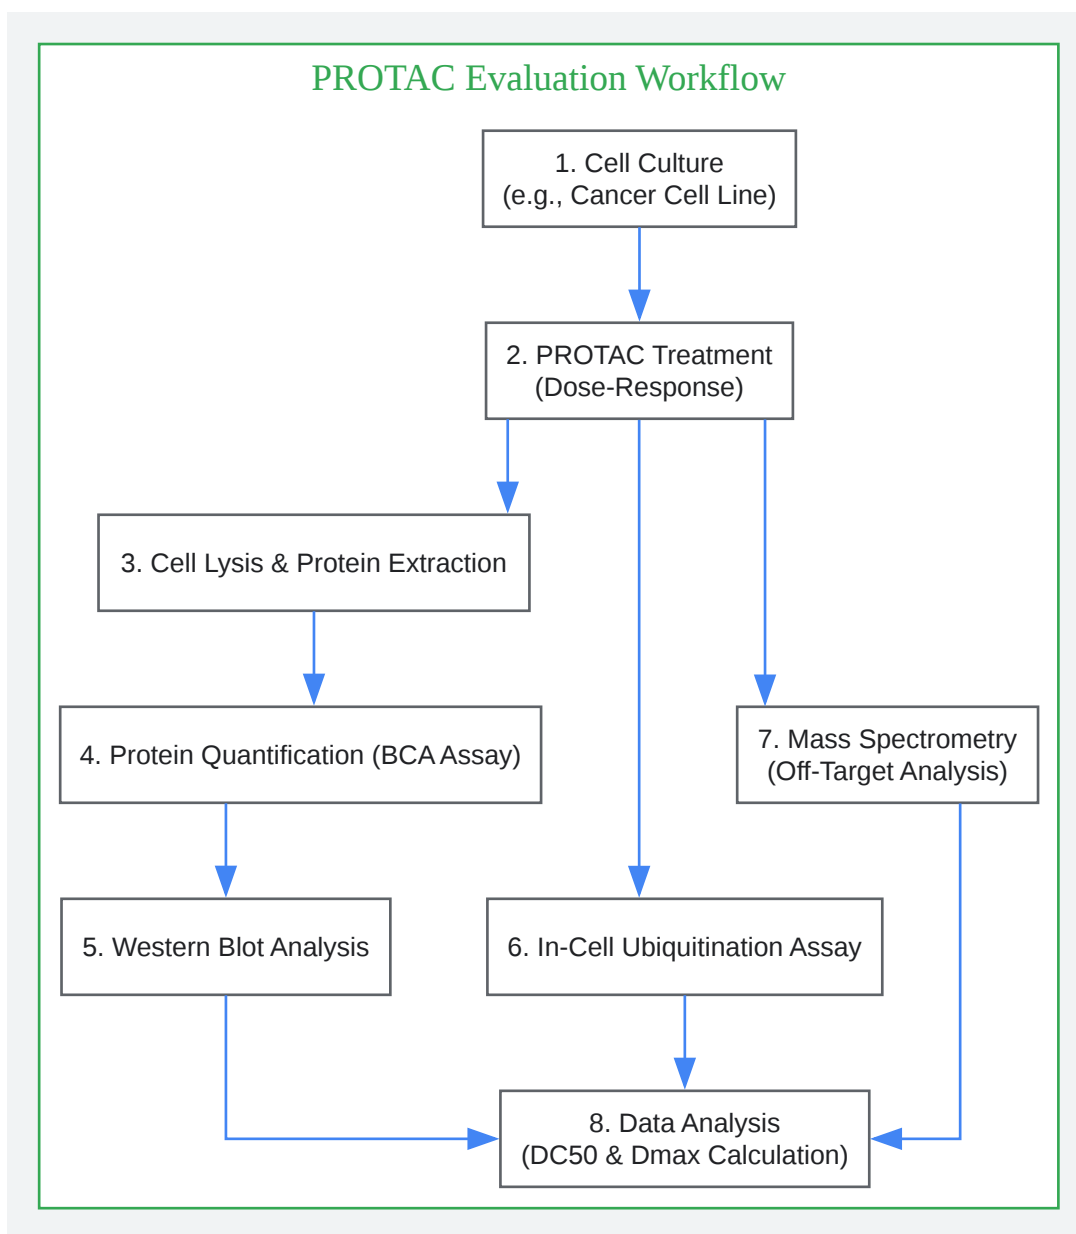 PROTAC Evaluation Workflow
1. Cell Culture
(e.g., Cancer Cell Line)
2. PROTAC Treatment
(Dose-Response)
3. Cell Lysis & Protein Extraction
4. Protein Quantification (BCA Assay)
7. Mass Spectrometry
(Off-Target Analysis)
5. Western Blot Analysis
6. In-Cell Ubiquitination Assay
8. Data Analysis
(DC50 & Dmax Calculation)